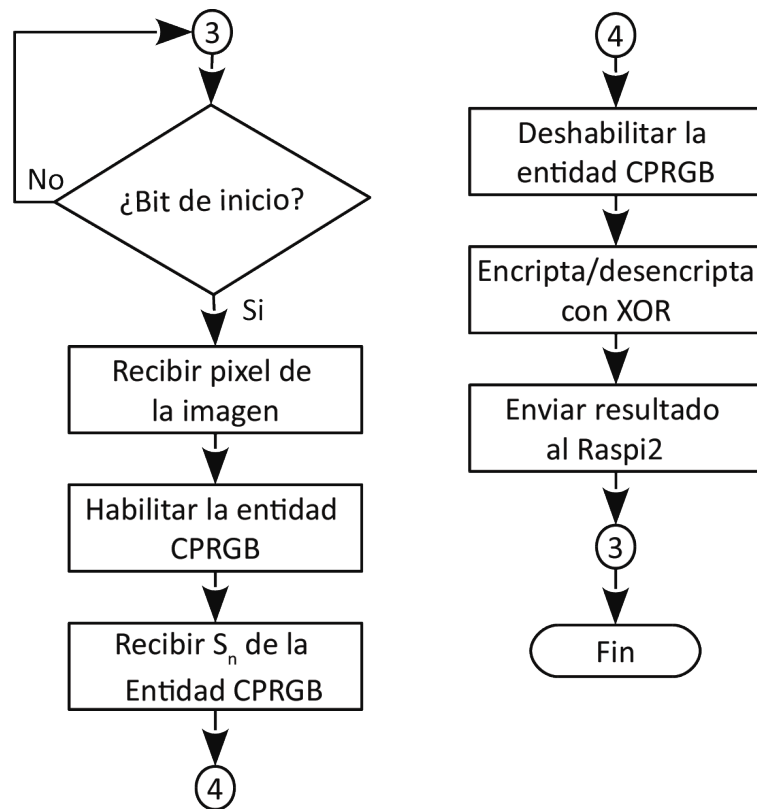 3
¿Bit de inicio?
No
Si
Recibir pixel de
la imagen
Habilitar la entidad
CPRGB
Recibir Sn de la
Entidad CPRGB
4
4
Deshabilitar la
entidad CPRGB
Encripta/desencripta
con XOR
Enviar resultado
al Raspi2
3
Fin